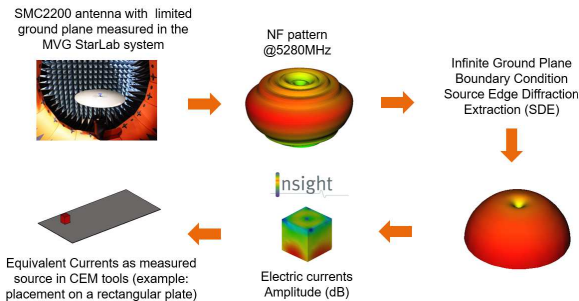 SMC2200 antenna with limited
ground plane measured in the
MVG StarLab system
NF pattern
@5280MHz
Infinite Ground Plane
Boundary Condition
Source Edge Diffraction
Extraction (SDE)
Insight
Electric currents
Amplitude (dB)
Equivalent Currents as measured
source in CEM tools (example:
placement on a rectangular plate)